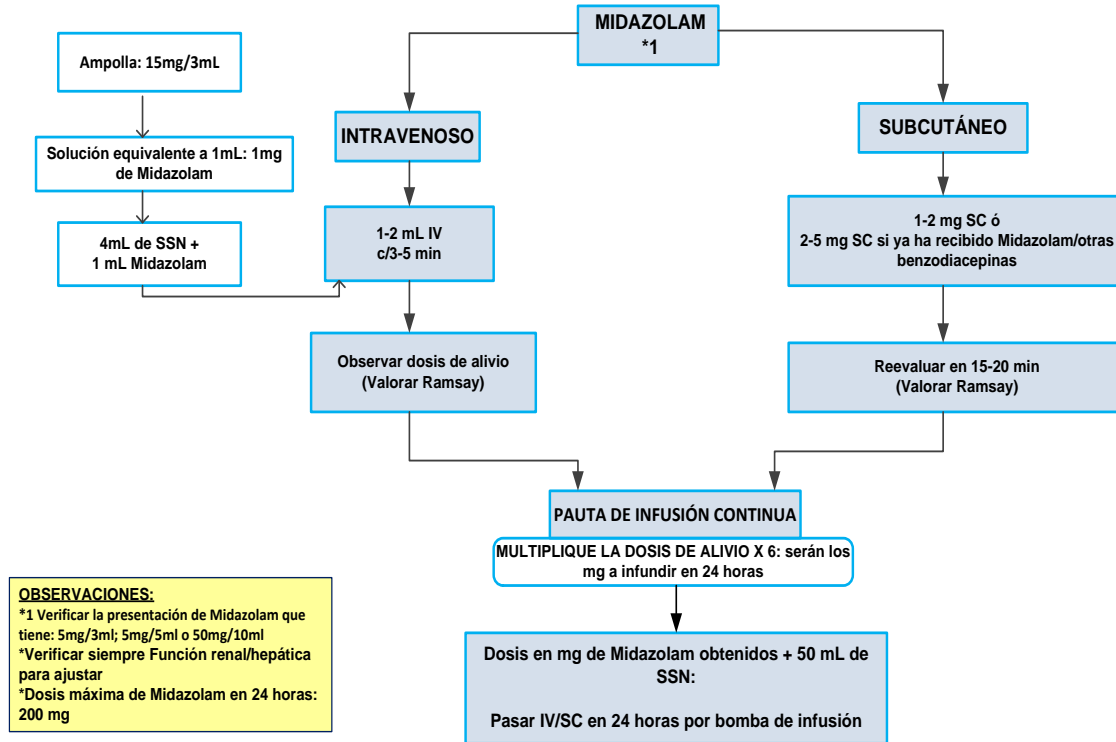 MIDAZOLAM
*1
Ampolla: 15mg/3mL
Solución equivalente a 1mL: 1mg
de Midazolam
4mL de SSN +
1 mL Midazolam
INTRAVENOSO
1-2 mL IV
c/3-5 min
Observar dosis de alivio
(Valorar Ramsay)
SUBCUTÁNEO
1-2 mg SC ó
2-5 mg SC si ya ha recibido Midazolam/otras
benzodiacepinas
Reevaluar en 15-20 min
(Valorar Ramsay)
PAUTA DE INFUSIÓN CONTINUA
MULTIPLIQUE LA DOSIS DE ALIVIO X 6: serán los
mg a infundir en 24 horas
Dosis en mg de Midazolam obtenidos + 50 mL de
SSN:
Pasar IV/SC en 24 horas por bomba de infusión
OBSERVACIONES:
*1 Verificar la presentación de Midazolam que
tiene: 5mg/3ml; 5mg/5ml o 50mg/10ml
*Verificar siempre Función renal/hepática
para ajustar
*Dosis máxima de Midazolam en 24 horas:
200 mg